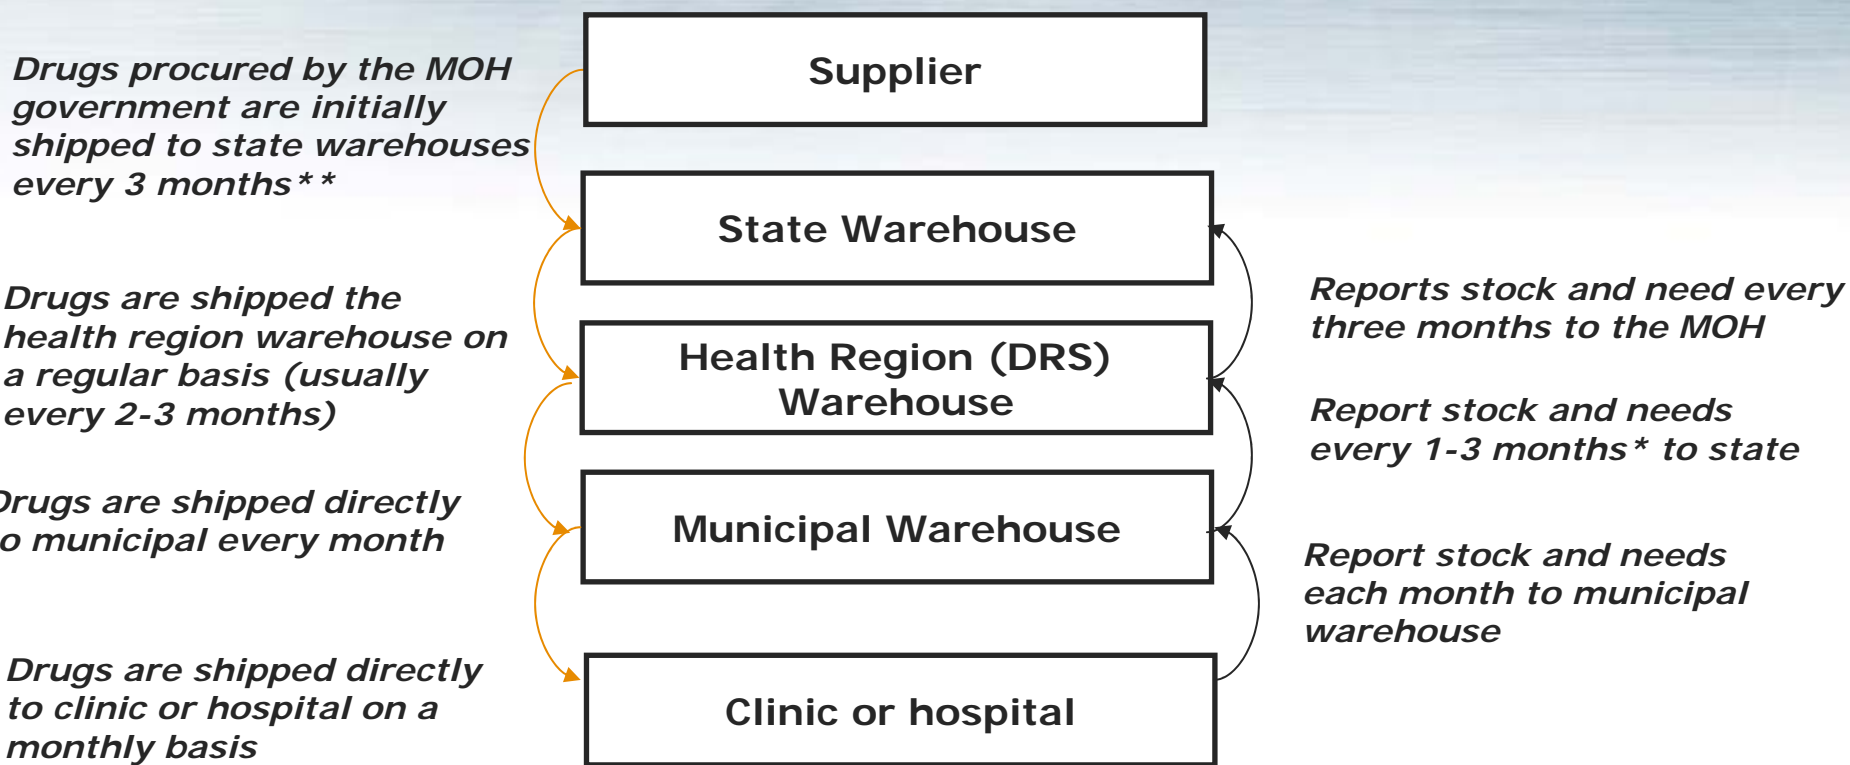 Drugs procured by the MOH
government are initially
shipped to state warehouses
every 3 months**
Supplier
State Warehouse
Drugs are shipped the
health region warehouse on
a regular basis (usually
every 2-3 months)
Health Region (DRS)
Warehouse
Reports stock and need every
three months to the MOH
Report stock and needs
every 1-3 months* to state
Drugs are shipped directly
to municipal every month
Municipal Warehouse
Report stock and needs
each month to municipal
warehouse
Drugs are shipped directly
to clinic or hospital on a
monthly basis
Clinic or hospital